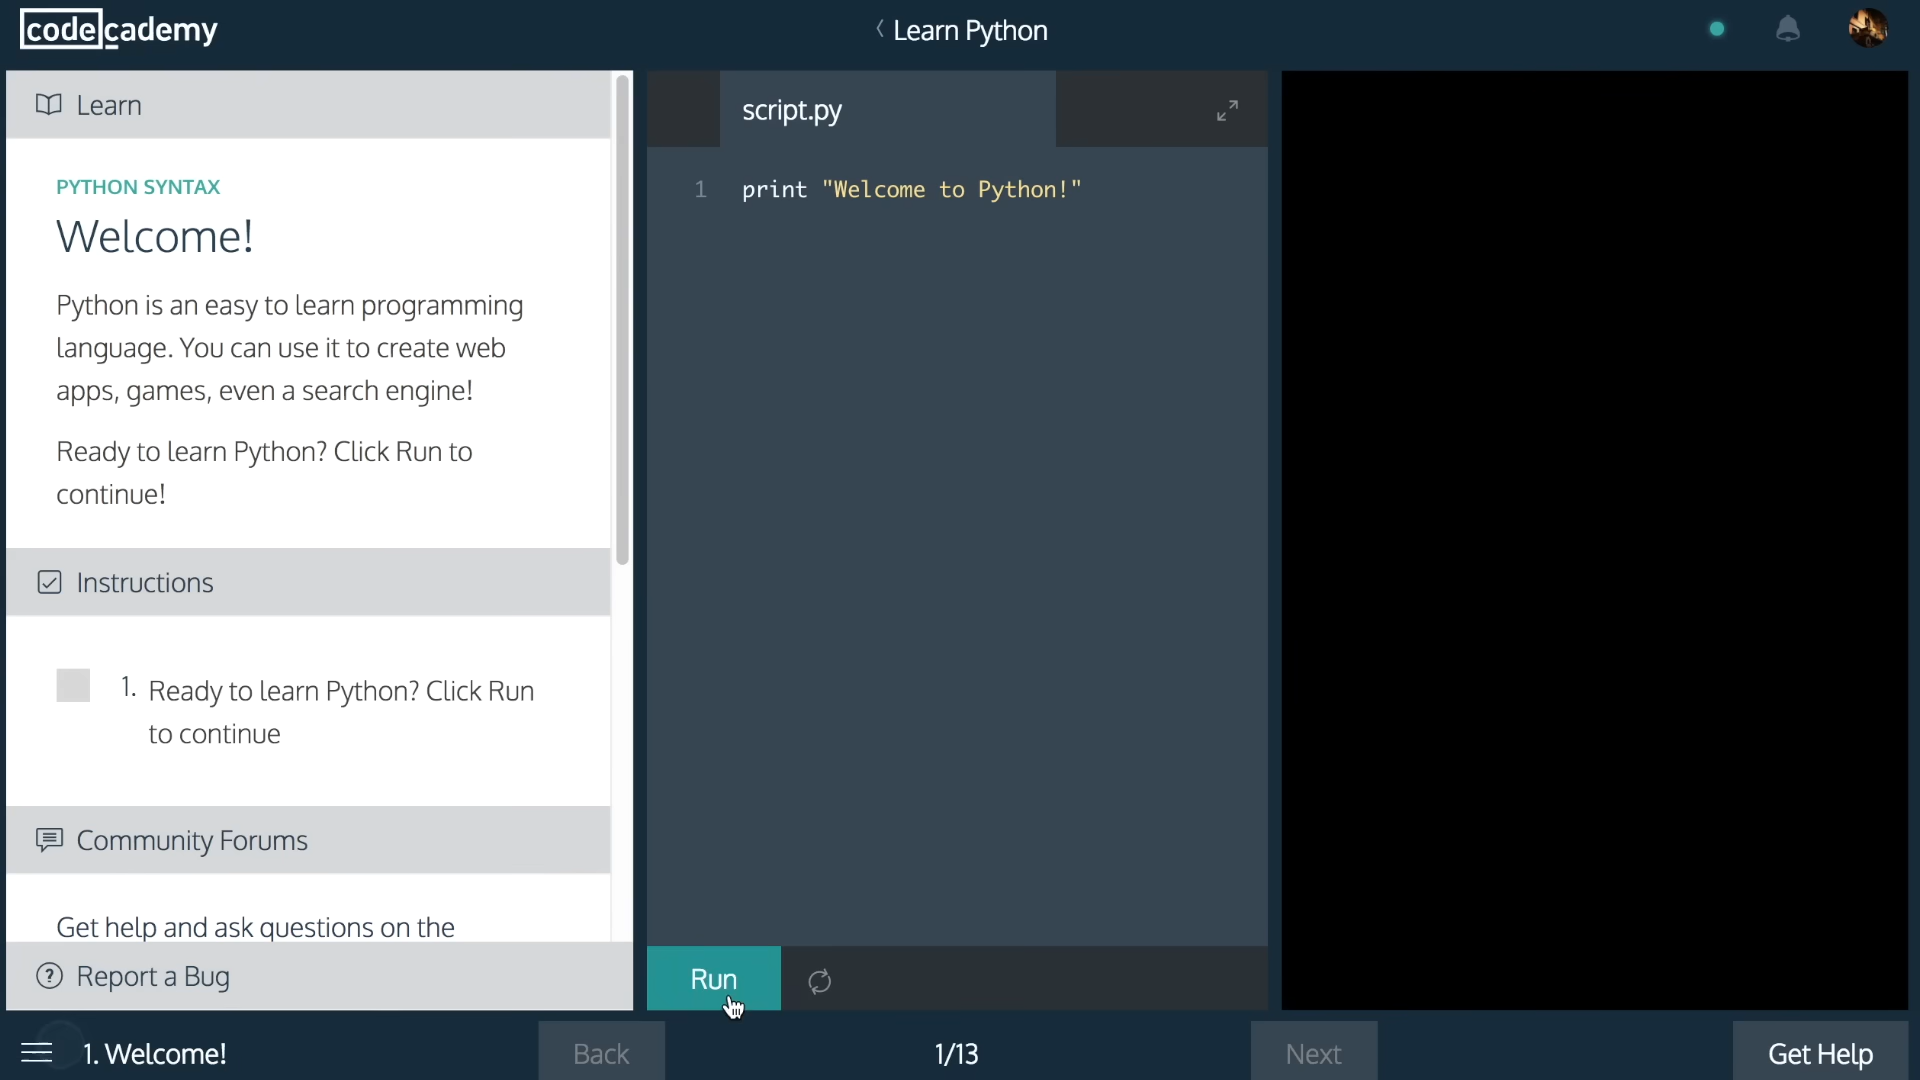 codecademy
Learn Python
Learn
PYTHON SYNTAX
Welcome!
Python is an easy to learn programming
language. You can use it to create web
apps, games, even a search engine!
Ready to learn Python? Click Run to
continue!
Instructions
1. Ready to learn Python? Click Run
to continue
Community Forums
Get help and ask questions on the
? Report a Bug
script.py
1 print "Welcome to Python!"
Run
1. Welcome!
Back
1/13
Next
Get Help